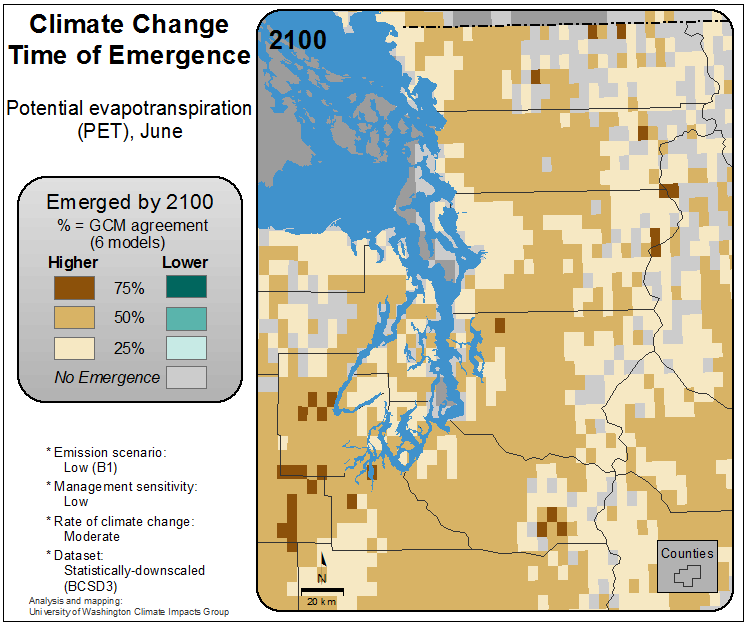 Climate Change
Time of Emergence
Potential evapotranspiration
(PET), June
Emerged by 2100
% = GCM agreement
(6 models)
Higher Lower
75%
50%
25%
No Emergence
* Emission scenario:
Low (B1)
* Management sensitivity:
Low
* Rate of climate change:
Moderate
* Dataset:
Statistically-downscaled
(BCSD3)
Analysis and mapping:
University of Washington Climate Impacts Group
2100
N
20 km
Counties